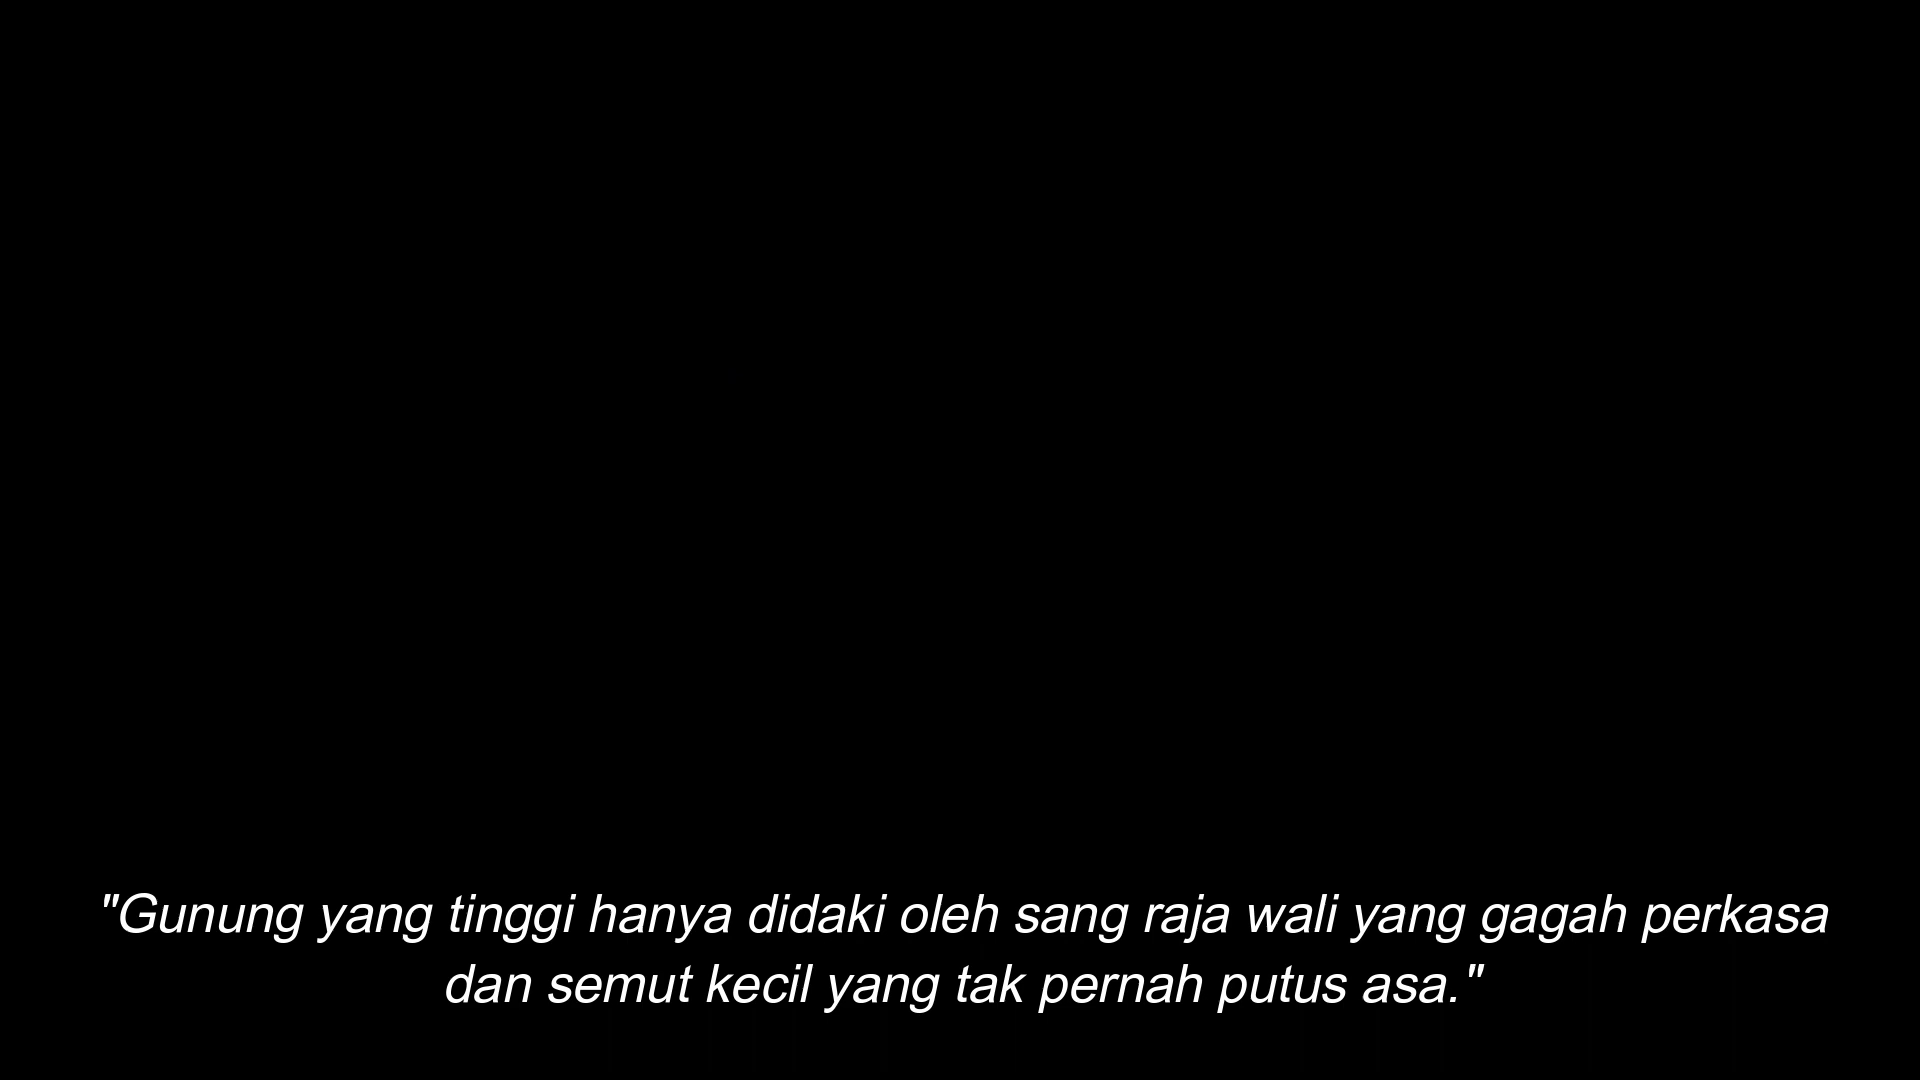 "Gunung yang tinggi hanya didaki oleh sang raja wali yang gagah perkasa
dan semut kecil yang tak pernah putus asa."